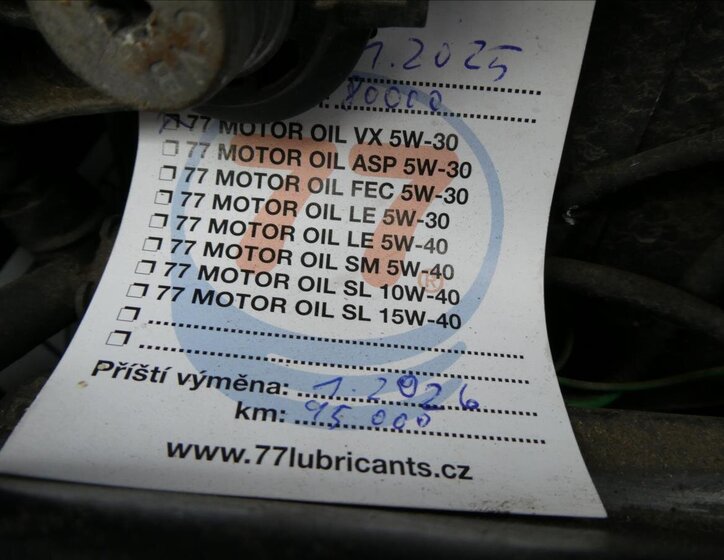 1.2025
80000
77 MOTOR OIL VX 5W-30
77 MOTOR OIL ASP 5W-30
77 MOTOR OIL FEC 5W-30
77 MOTOR OIL LE 5W-30
77 MOTOR OIL LE 5W-40
77 MOTOR OIL SM 5W-40
77 MOTOR OIL SL 10W-40
77 MOTOR OIL SL 15W-40
77®
Příští výměna: 1.2026
km: 95.000
www.77lubricants.cz